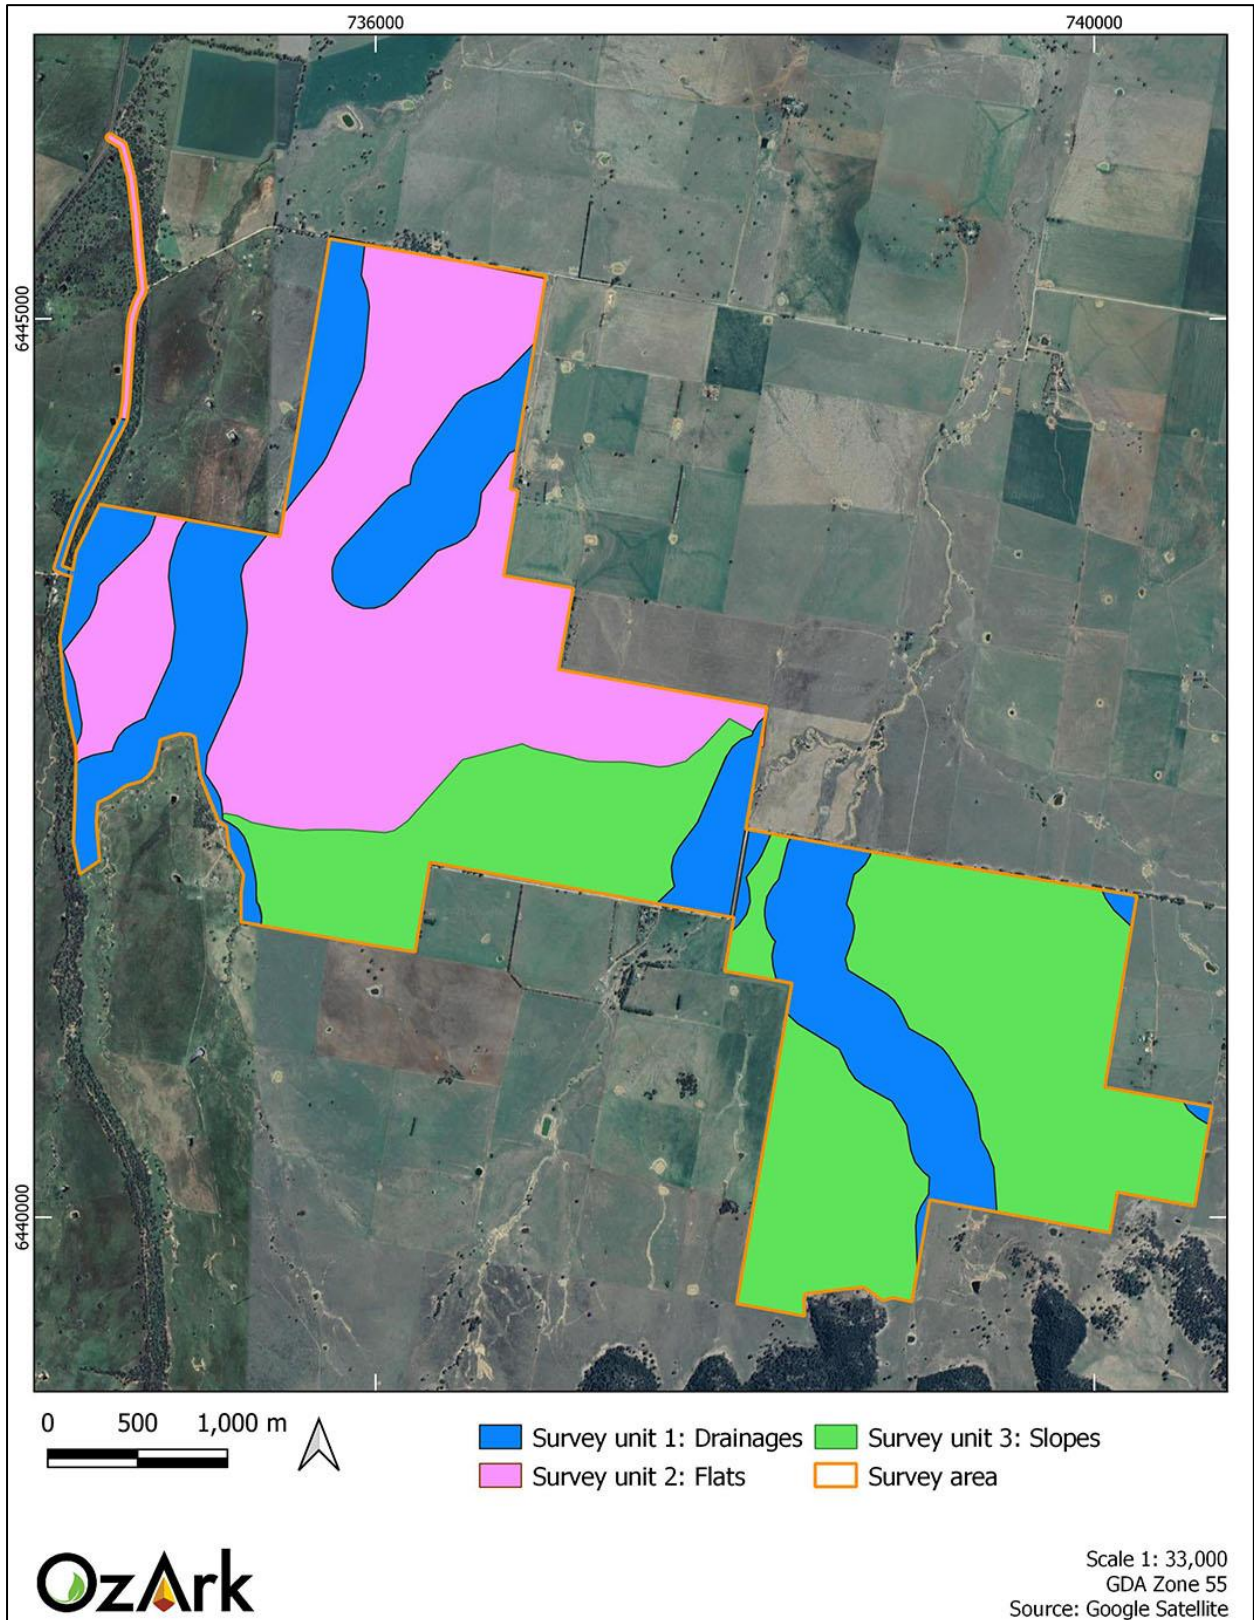 736000
740000
6445000
6440000
0 500 1,000 m
Survey unit 1: Drainages
Survey unit 2: Flats
Survey unit 3: Slopes
Survey area
OzArk
Scale 1: 33,000
GDA Zone 55
Source: Google Satellite